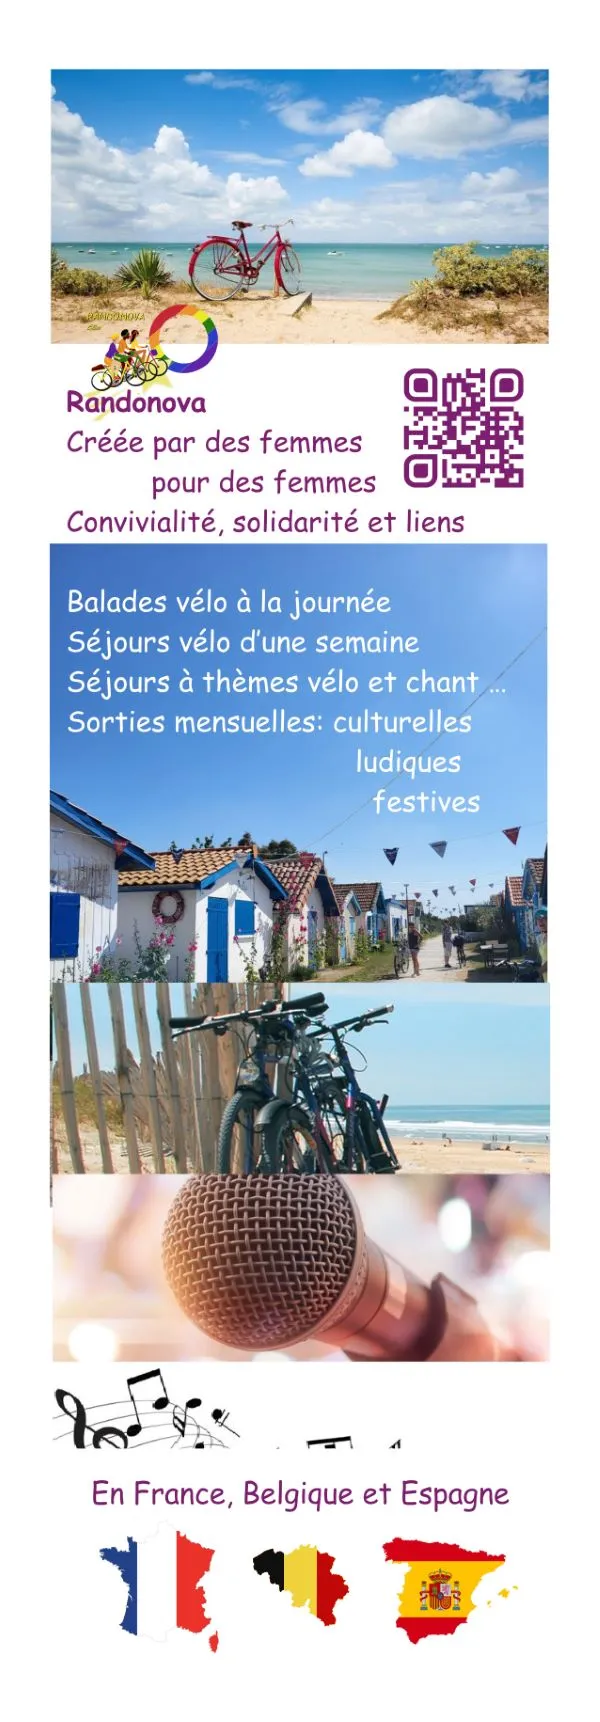 RANDONOVA
Randonova
Créée par des femmes
pour des femmes
Convivialité, solidarité et liens
Balades vélo à la journée
Séjours vélo d'une semaine
Séjours à thèmes vélo et chant ...
Sorties mensuelles: culturelles
ludiques
festives
En France, Belgique et Espagne